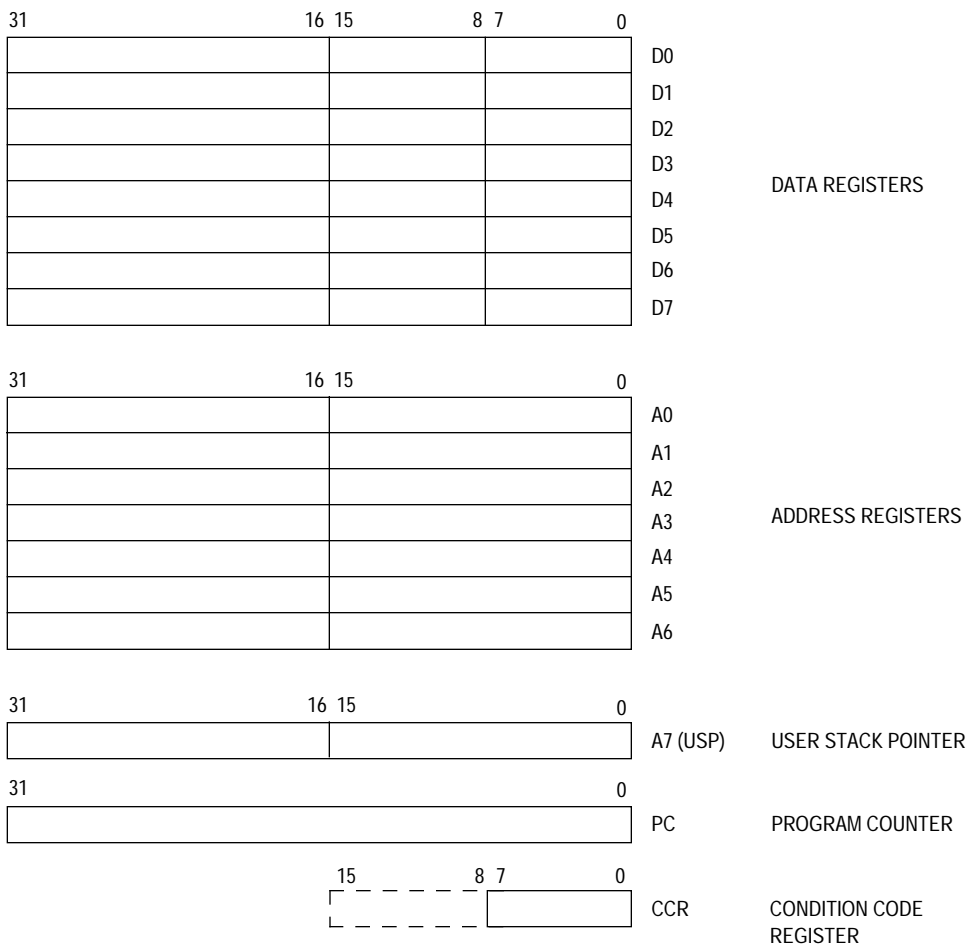 31 16 15 8 7 0
D0
D1
D2
D3
DATA REGISTERS
D4
D5
D6
D7
31 16 15 0
A0
A1
A2
A3 ADDRESS REGISTERS
A4
A5
A6
31 16 15 0
A7 (USP) USER STACK POINTER
31 0
PC PROGRAM COUNTER
15 8 7 0
CCR CONDITION CODE
REGISTER